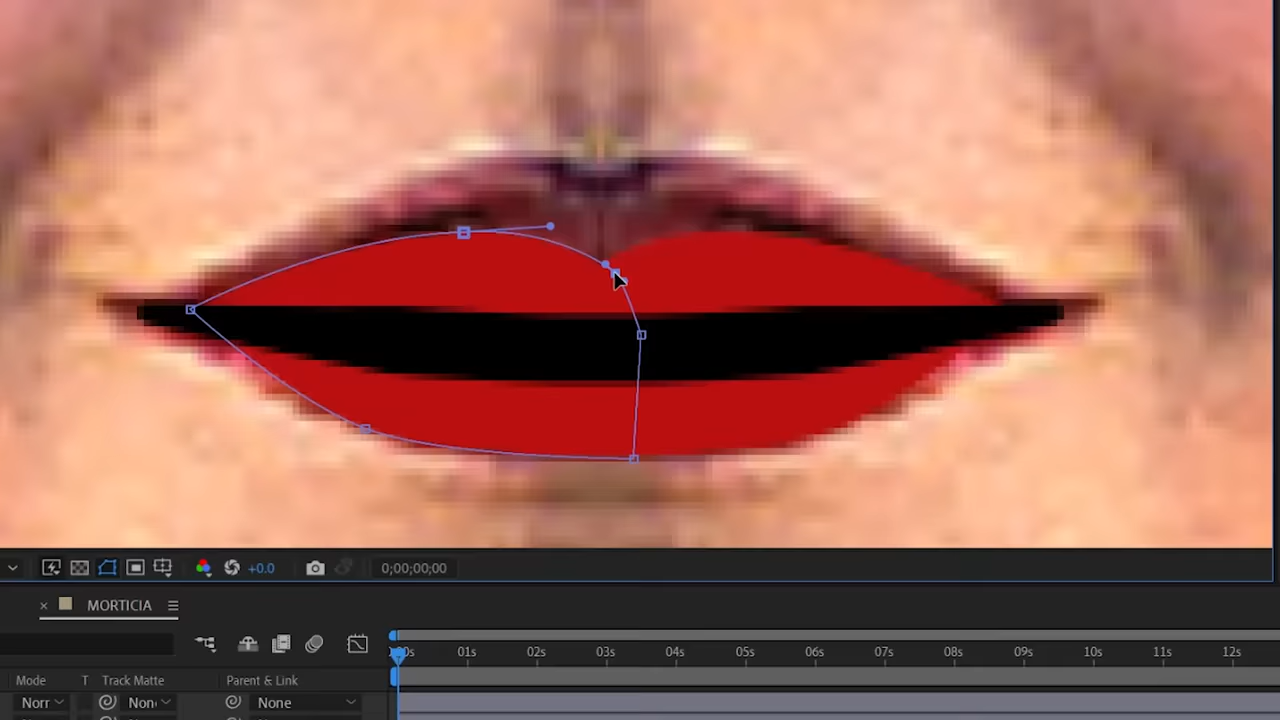 +0.0
0;00;00;00
× MORTICIA
01s 02s 03s 04s 05s 06s 07s 08s 09s 10s 11s 12s
Mode T Track Matte Parent & Link
Norr Non None